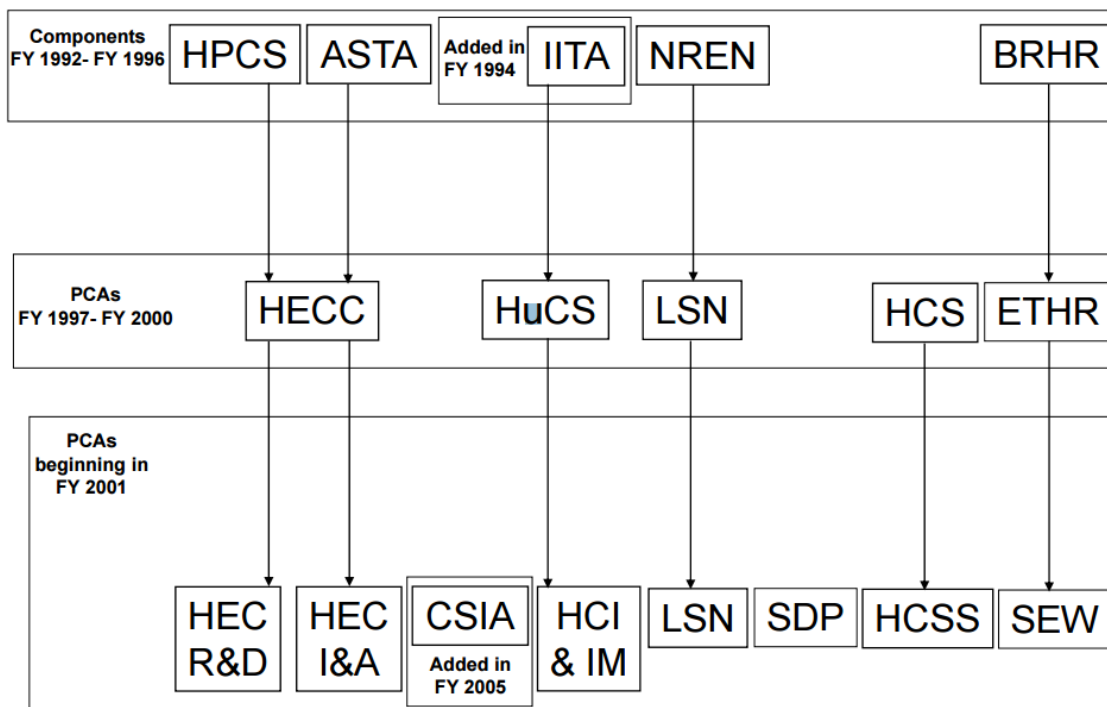 Components
FY 1992- FY 1996
HPCS
ASTA
Added in
FY 1994
IITA
NREN
BRHR
PCAs
FY 1997- FY 2000
HECC
HuCS
LSN
HCS
ETHR
PCAs
beginning in
FY 2001
HEC
R&D
HEC
I&A
CSIA
Added in
FY 2005
HCI
& IM
LSN
SDP
HCSS
SEW